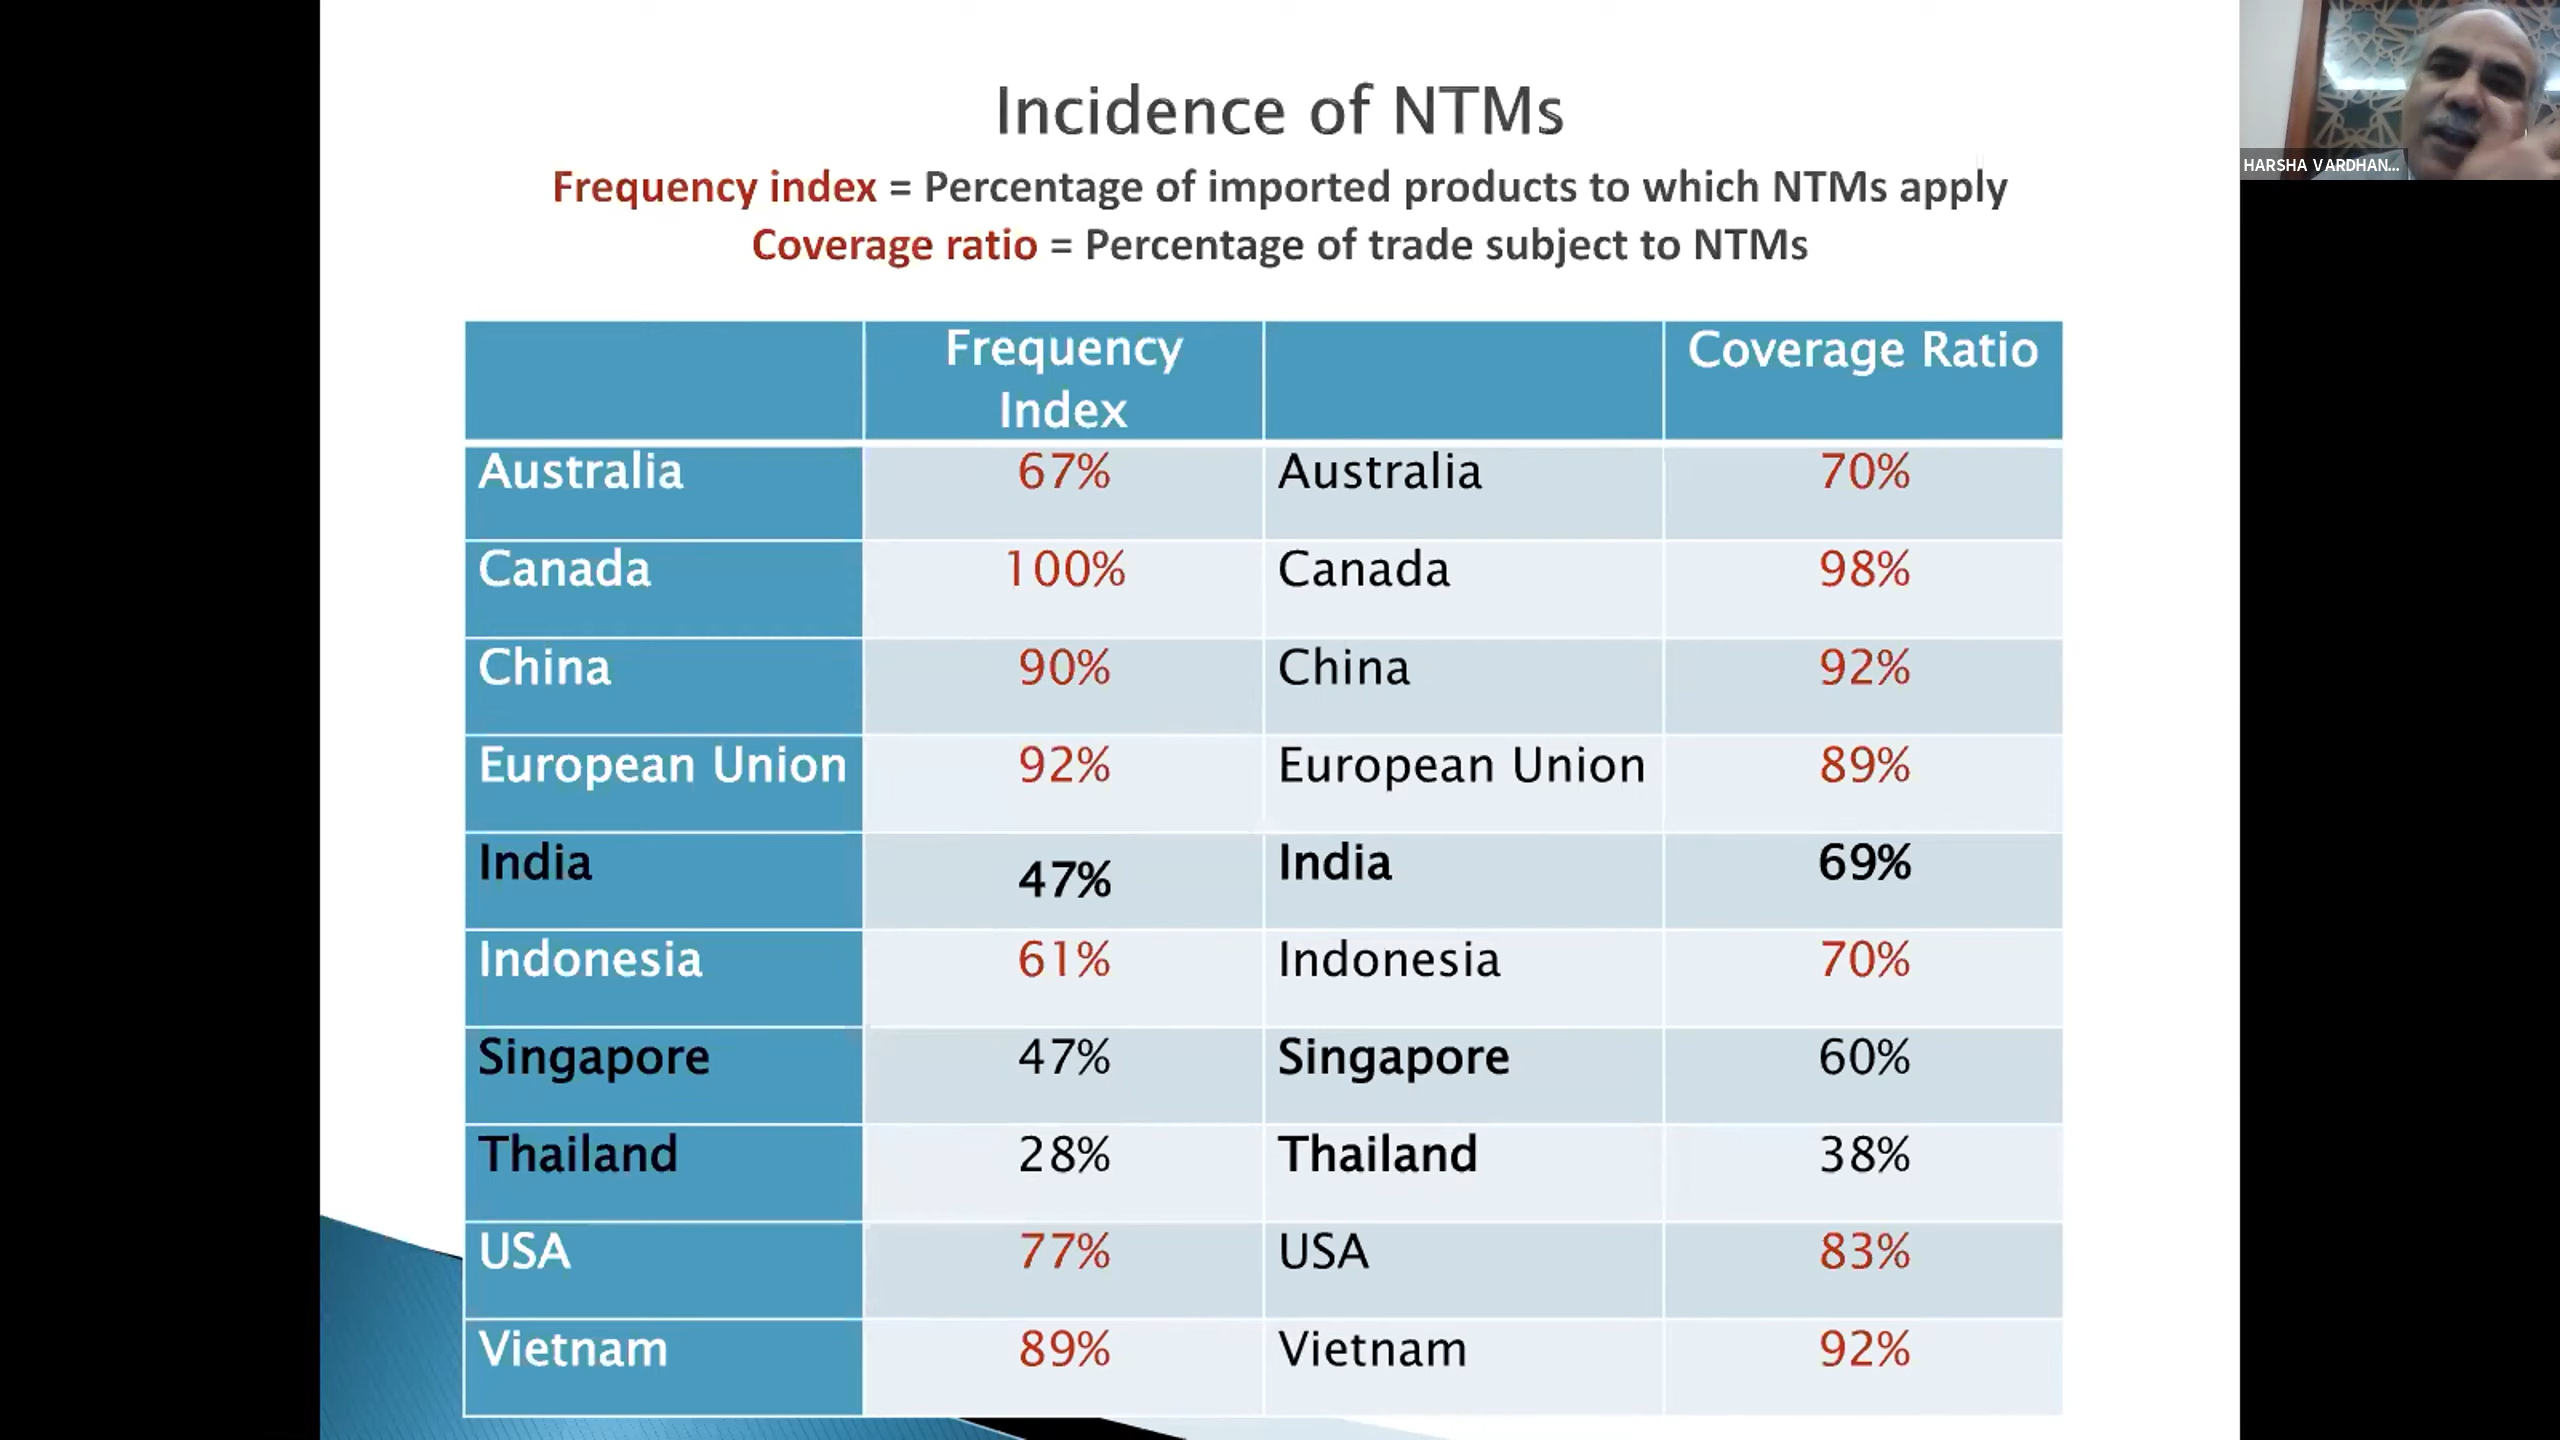 Incidence of NTMs
Frequency index = Percentage of imported products to which NTMs apply
Coverage ratio = Percentage of trade subject to NTMs
HARSHA VARDHAN...
Frequency Coverage Ratio
Index
Australia 67% Australia 70%
Canada 100% Canada 98%
China 90% China 92%
European Union 92% European Union 89%
India 47% India 69%
Indonesia 61% Indonesia 70%
Singapore 47% Singapore 60%
Thailand 28% Thailand 38%
USA 77% USA 83%
Vietnam 89% Vietnam 92%